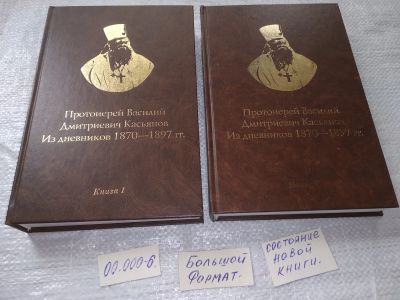 Протоиерей Василий
Дмитриевич Касьянов
Из дневников 1870—1897 гг.
Книга I
Протоиерей Василий
Дмитриевич Касьянов
Из дневников 1870—1897 гг.
00.000-6.
БОЛЬШОЙ
ФОРМАТ.
СОСТОЯНИЕ
НОВОЙ
КНИГИ.